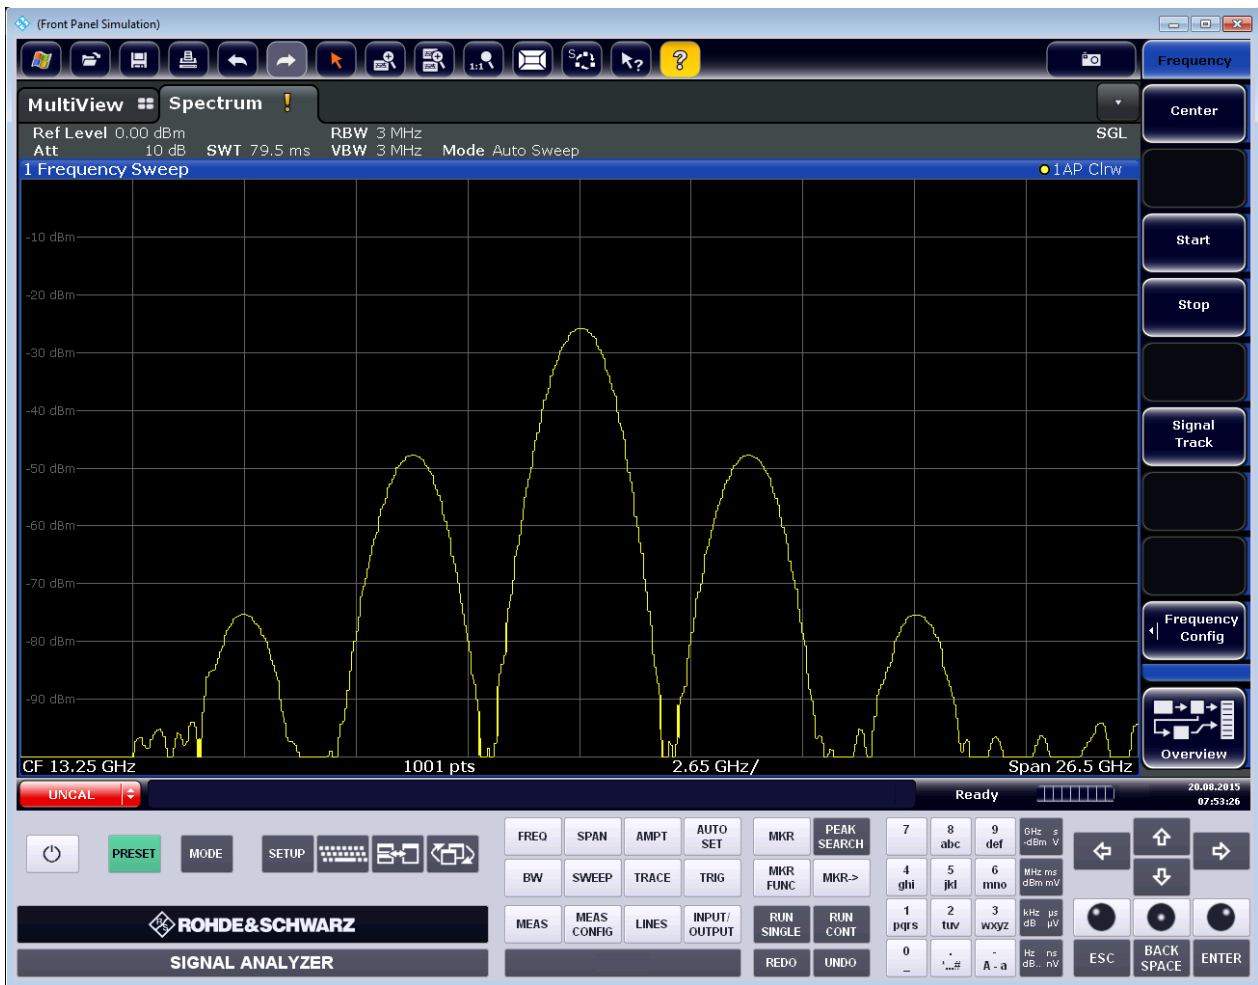 (Front Panel Simulation)
1:1 S ? ? Frequency
MultiView Spectrum !
Ref Level 0.00 dBm RBW 3 MHz SGL
Att 10 dB SWT 79.5 ms VBW 3 MHz Mode Auto Sweep
1 Frequency Sweep 1AP Clrw
-10 dBm
-20 dBm
-30 dBm
-40 dBm
-50 dBm
-60 dBm
-70 dBm
-80 dBm
-90 dBm
CF 13.25 GHz 1001 pts 2.65 GHz/ Span 26.5 GHz
Center
Start
Stop
Signal
Track
Frequency
Config
Overview
UNCAL Ready 20.08.2015
07:53:26
PRESET MODE SETUP
FREQ SPAN AMPT AUTO
SET
BW SWEEP TRACE TRIG
MEAS MEAS
CONFIG LINES INPUT/
OUTPUT
MKR PEAK
SEARCH
MKR
FUNC MKR->
RUN
SINGLE RUN
CONT
REDO UNDO
7 8
abc 9
def GHz s
-dBm V
4
ghi 5
jkl 6
mno MHz ms
dBm mV
1
pqrs 2
tuv 3
wxyz kHz µs
dB µV
0
_ .
‘...# -
A - a Hz ns
dB.. nV
ESC BACK
SPACE ENTER
ROHDE&SCHWARZ
SIGNAL ANALYZER